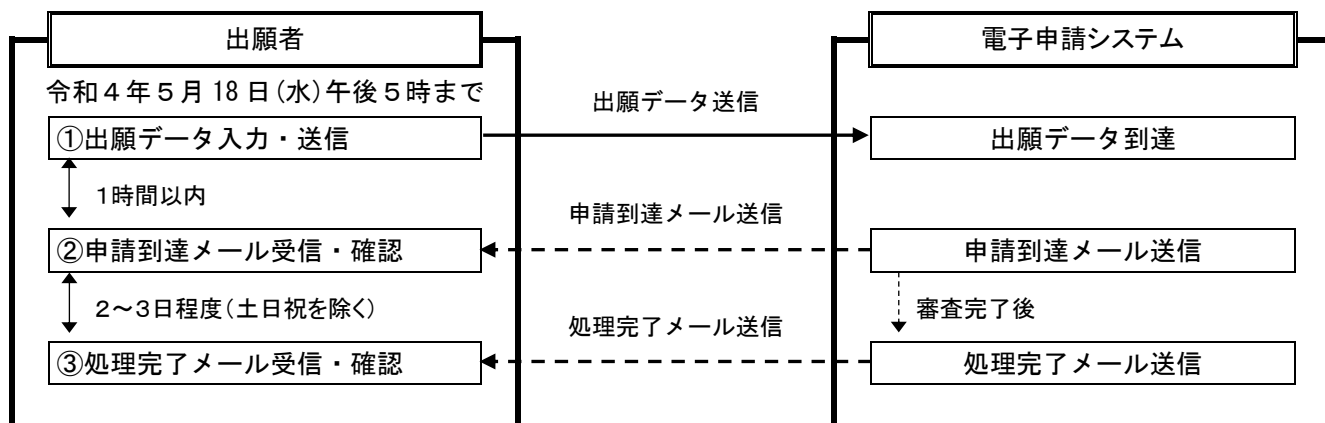 出願者
電子申請システム
令和４年５月 18 日(水)午後５時まで
出願データ送信
①出願データ入力・送信
出願データ到達
１時間以内
申請到達メール送信
②申請到達メール受信・確認
申請到達メール送信
２～３日程度(土日祝を除く)
審査完了後
処理完了メール送信
③処理完了メール受信・確認
処理完了メール送信